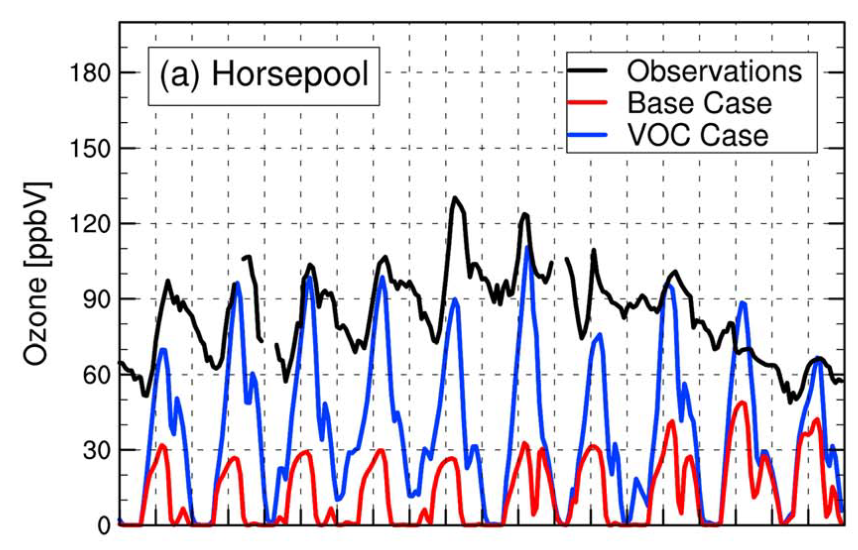 (a) Horsepool
Observations
Base Case
VOC Case
Ozone [ppbV]
180
150
120
90
60
30
0